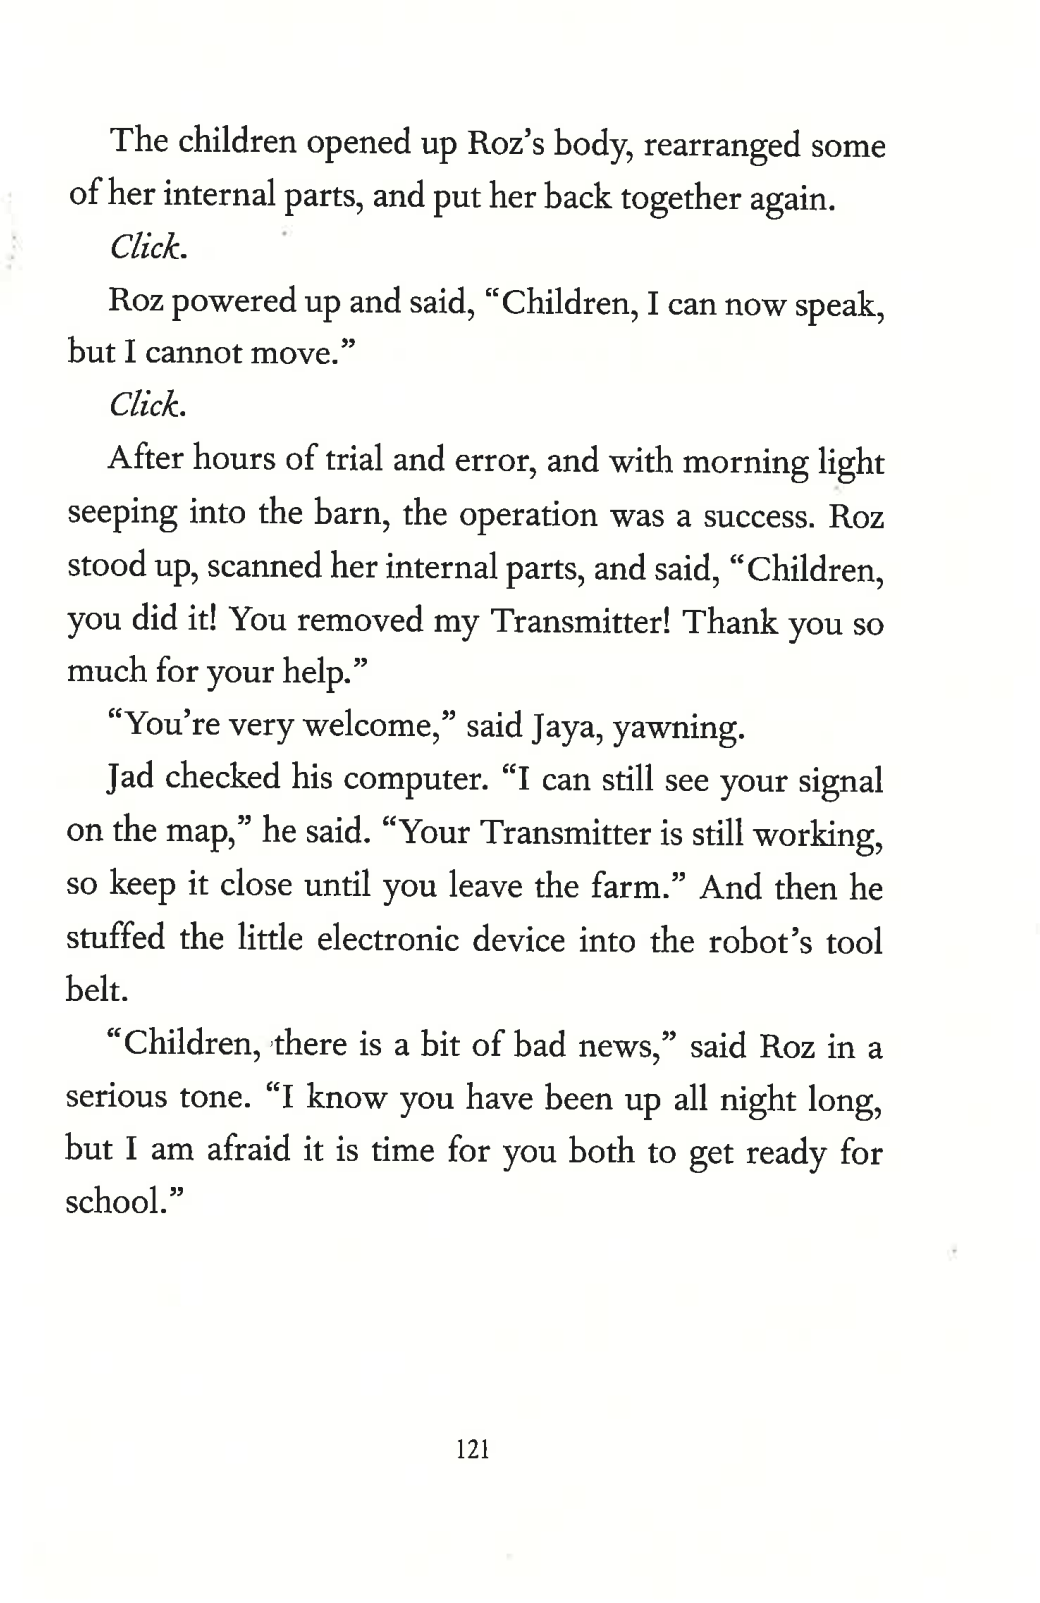 The children opened up Roz’s body, rearranged some
of her internal parts, and put her back together again.
Click.
Roz powered up and said, “Children, I can now speak,
but I cannot move.”
Click.
After hours of trial and error, and with morning light
seeping into the barn, the operation was a success. Roz
stood up, scanned her internal parts, and said, “Children,
you did it! You removed my Transmitter! Thank you so
much for your help.”
“You’re very welcome,” said Jaya, yawning.
Jad checked his computer. “I can still see your signal
on the map,” he said. “Your Transmitter is still working,
so keep it close until you leave the farm.” And then he
stuffed the little electronic device into the robot’s tool
belt.
“Children, there is a bit of bad news,” said Roz in a
serious tone. “I know you have been up all night long,
but I am afraid it is time for you both to get ready for
school.”
121